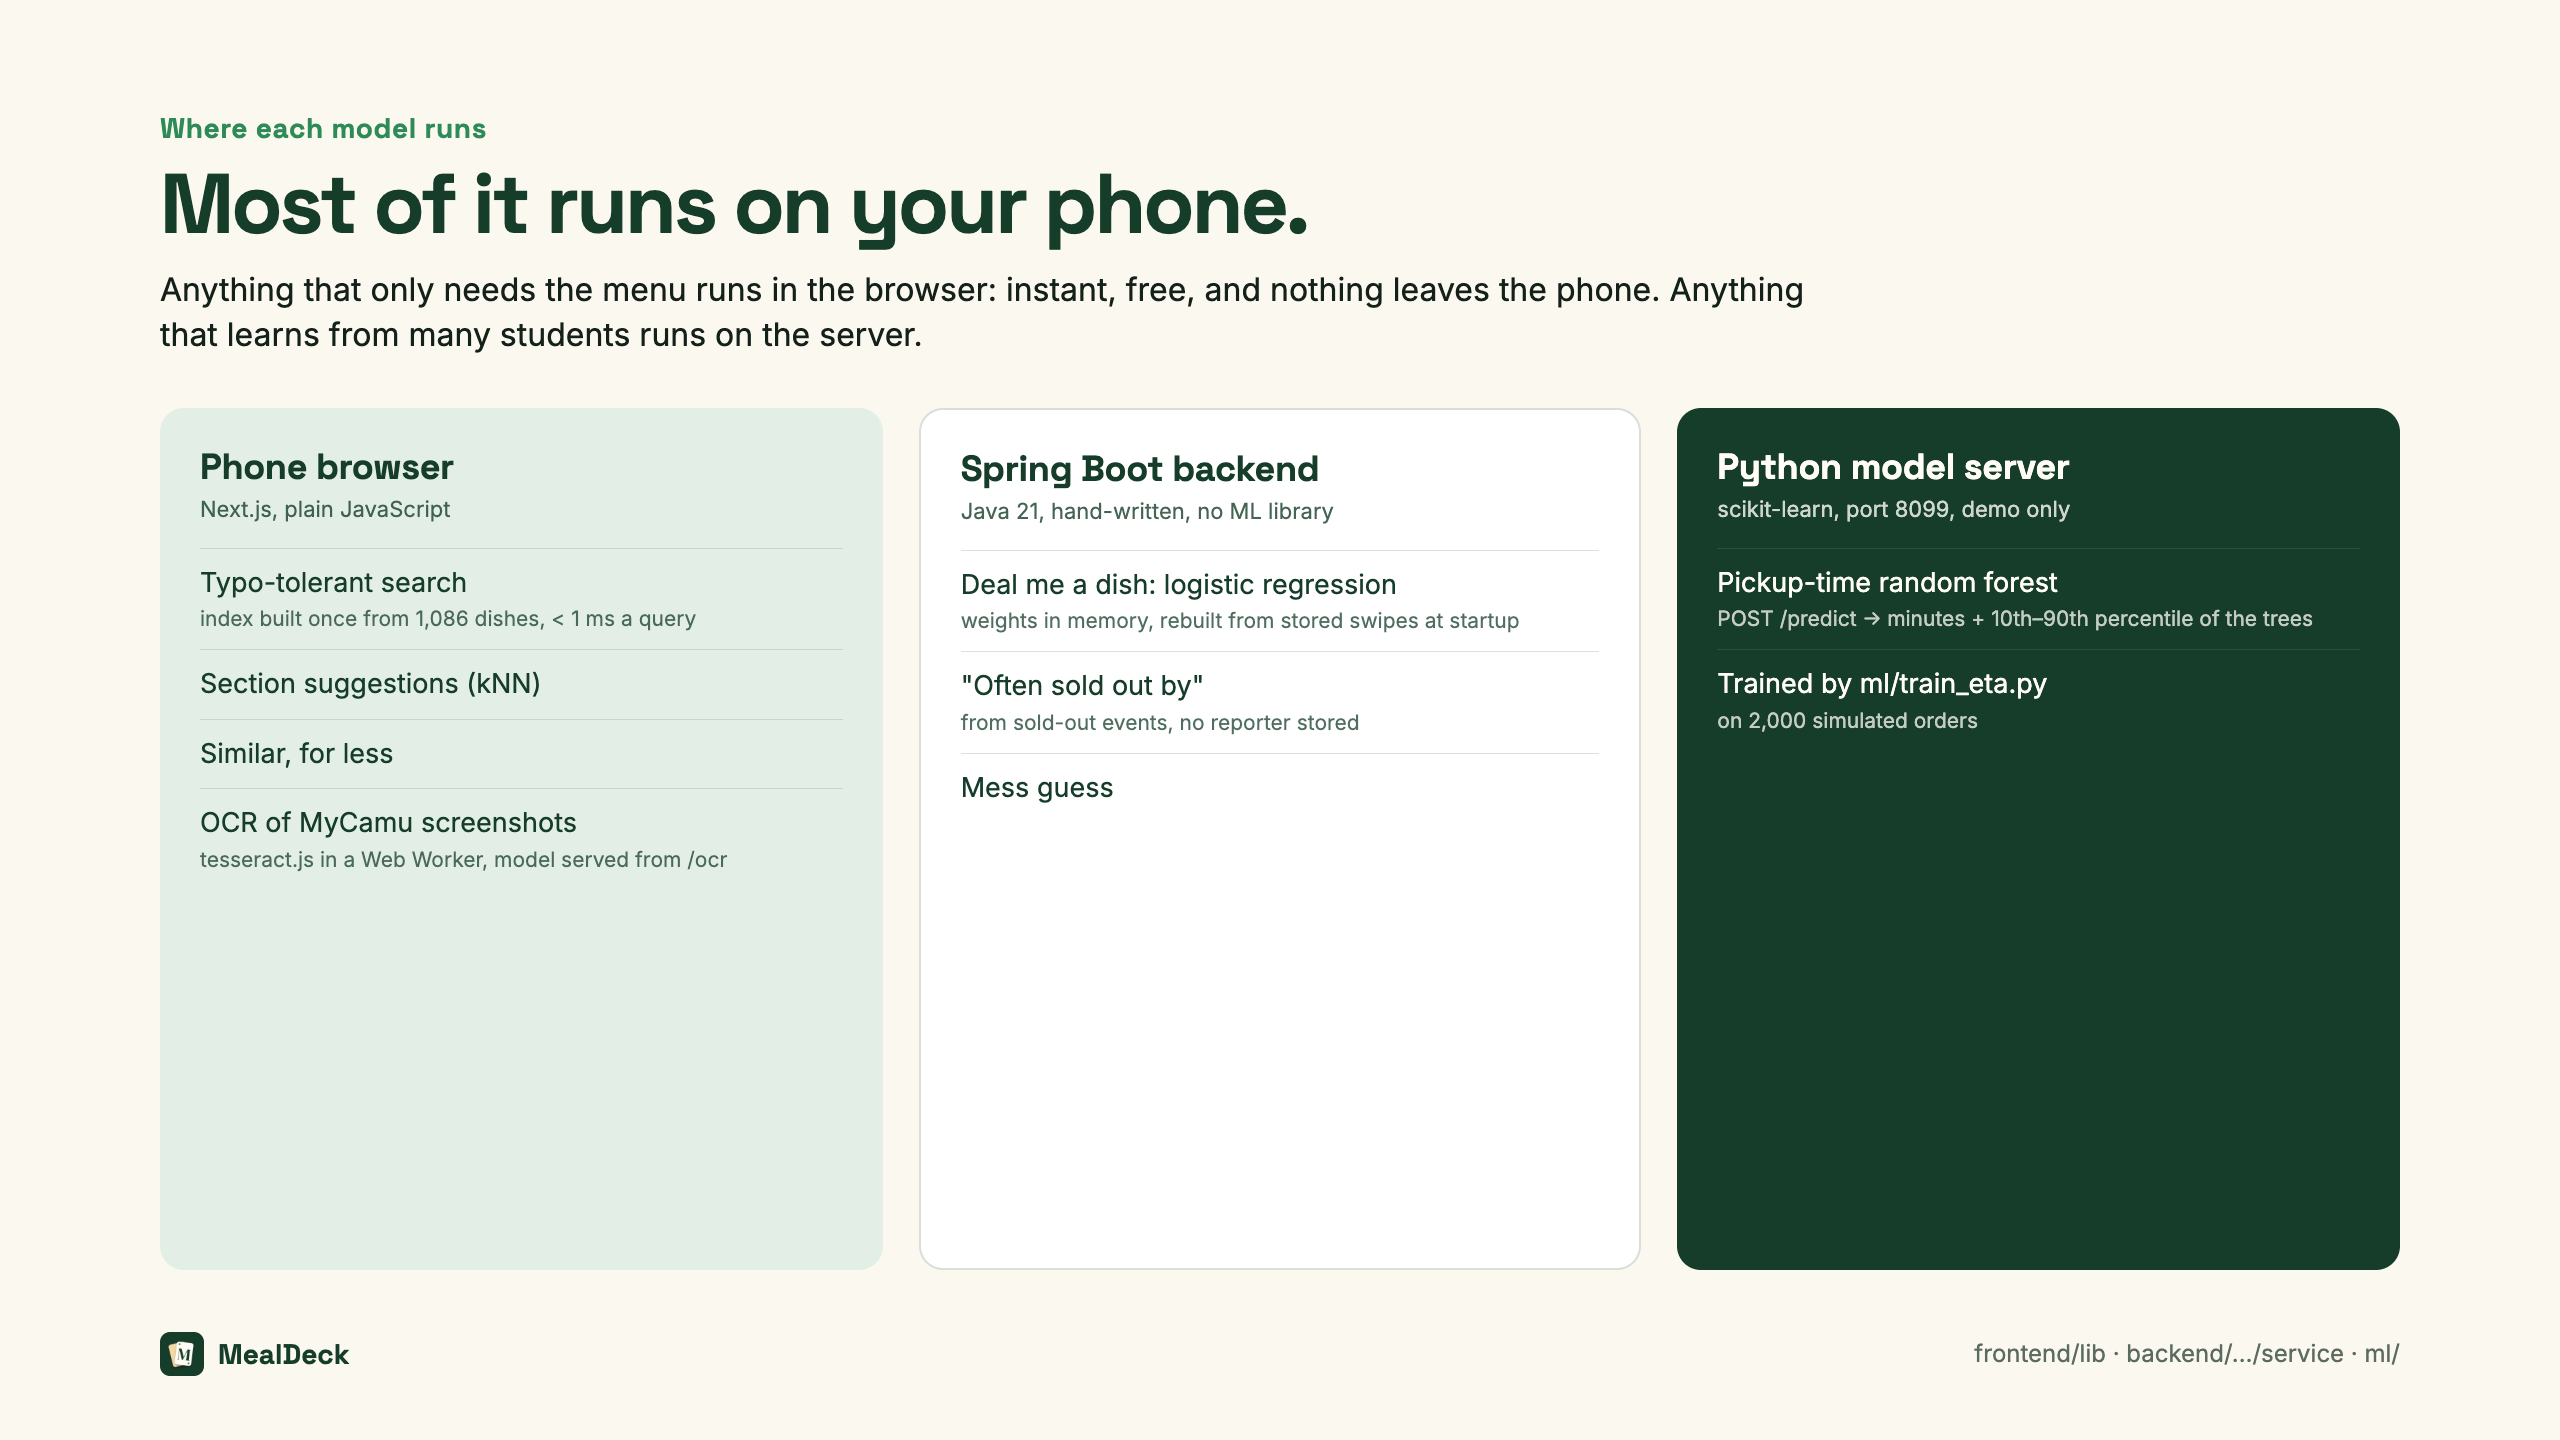 Where each model runs
Most of it runs on your phone.
Anything that only needs the menu runs in the browser: instant, free, and nothing leaves the phone. Anything
that learns from many students runs on the server.
Phone browser
Next.js, plain JavaScript
Typo-tolerant search
index built once from 1,086 dishes, < 1 ms a query
Section suggestions (kNN)
Similar, for less
OCR of MyCamu screenshots
tesseract.js in a Web Worker, model served from /ocr
Spring Boot backend
Java 21, hand-written, no ML library
Deal me a dish: logistic regression
weights in memory, rebuilt from stored swipes at startup
"Often sold out by"
from sold-out events, no reporter stored
Mess guess
Python model server
scikit-learn, port 8099, demo only
Pickup-time random forest
POST /predict → minutes + 10th–90th percentile of the trees
Trained by ml/train_eta.py
on 2,000 simulated orders
M
MealDeck
frontend/lib · backend/.../service · ml/